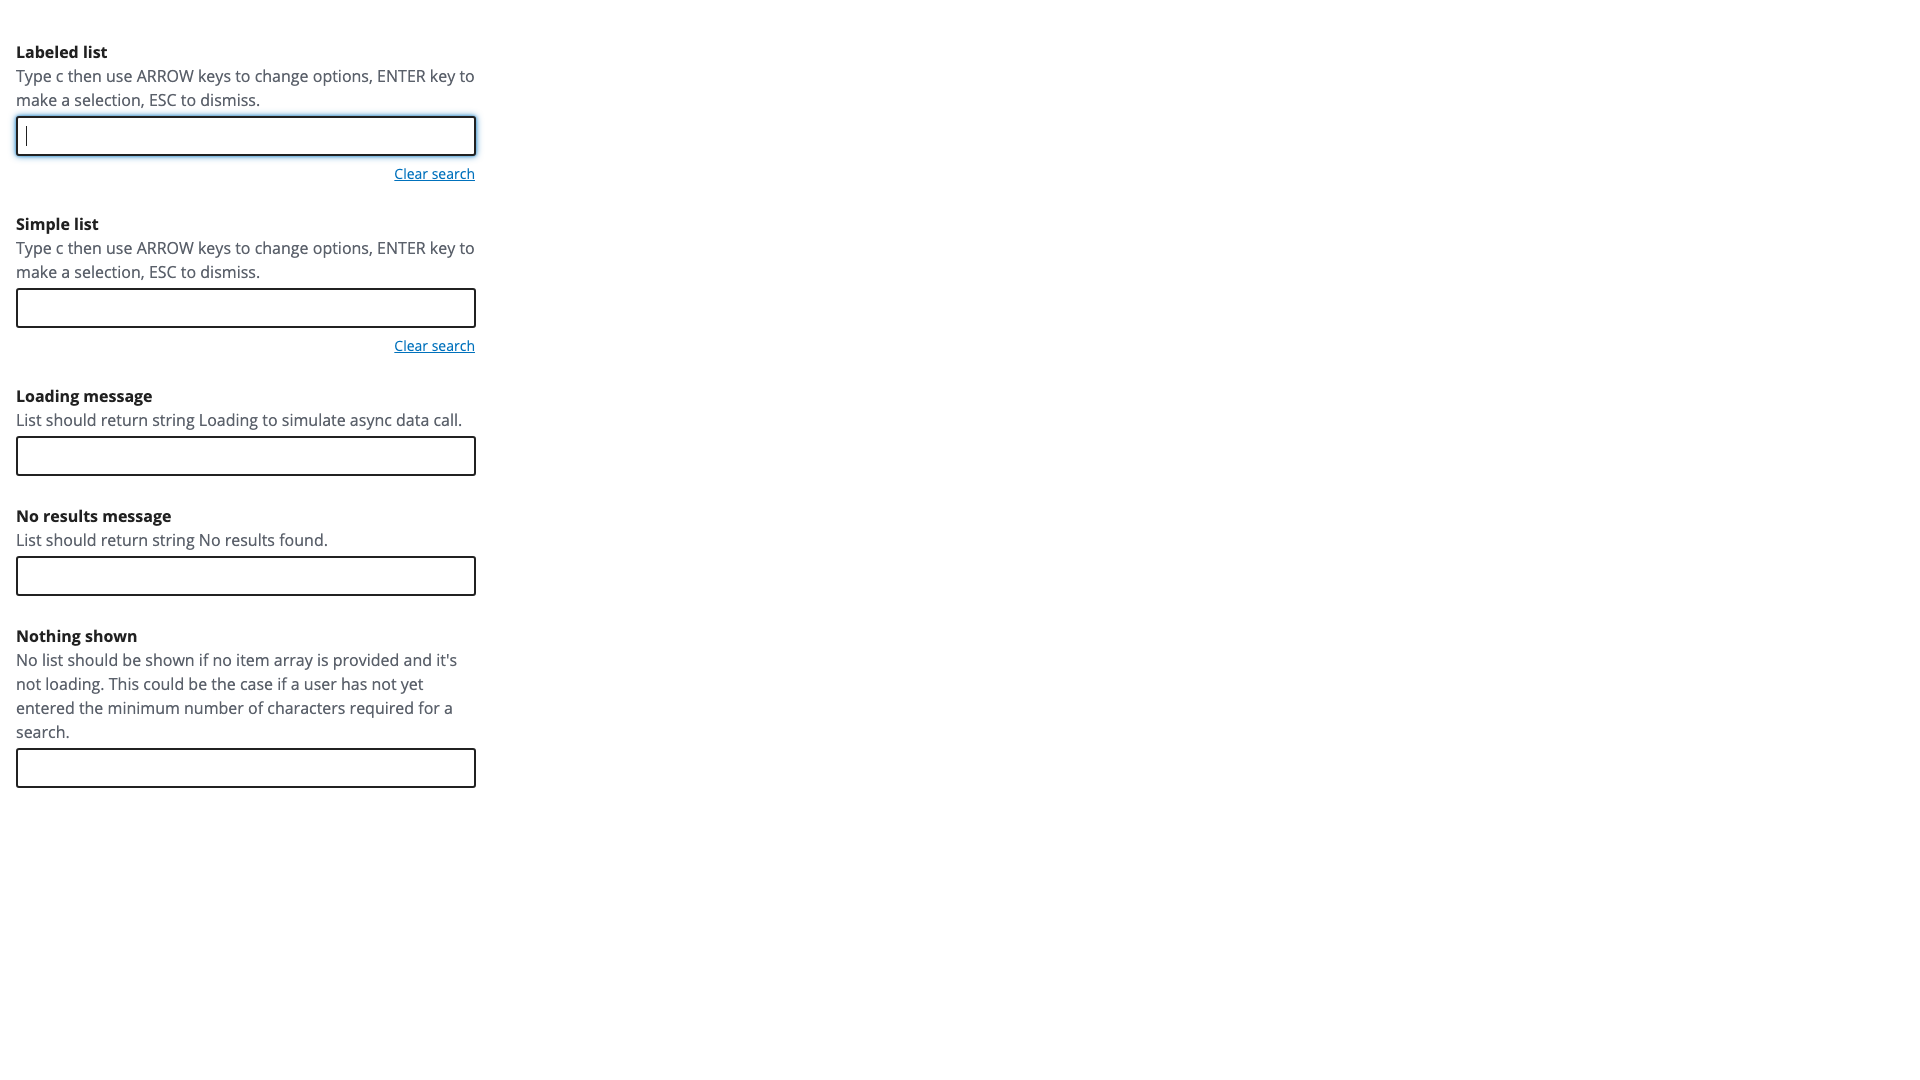 Labeled list
Type c then use ARROW keys to change options, ENTER key to
make a selection, ESC to dismiss.
Clear search
Simple list
Type c then use ARROW keys to change options, ENTER key to
make a selection, ESC to dismiss.
Clear search
Loading message
List should return string Loading to simulate async data call.
No results message
List should return string No results found.
Nothing shown
No list should be shown if no item array is provided and it's
not loading. This could be the case if a user has not yet
entered the minimum number of characters required for a
search.